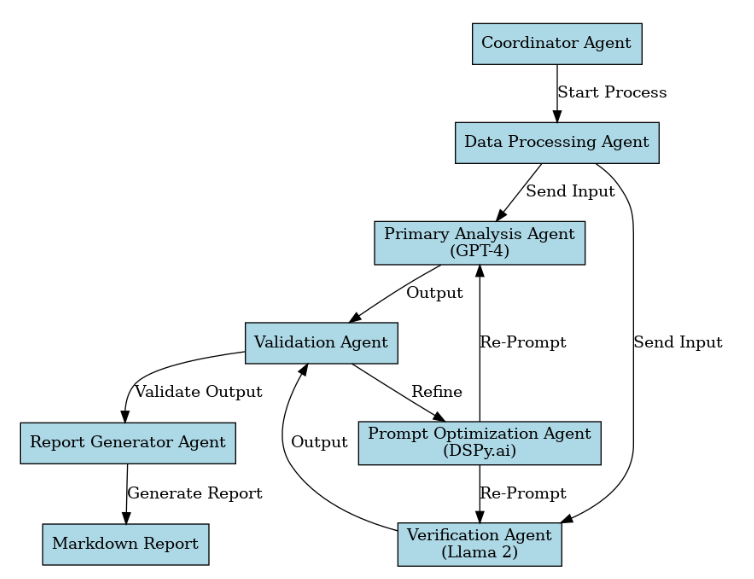 Coordinator Agent
Start Process
Data Processing Agent
Send Input
Primary Analysis Agent
(GPT-4)
Output
Validation Agent
Re-Prompt
Send Input
Validate Output
Refine
Report Generator Agent
Output
Prompt Optimization Agent
(DSPy.ai)
Generate Report
Re-Prompt
Markdown Report
Verification Agent
(Llama 2)